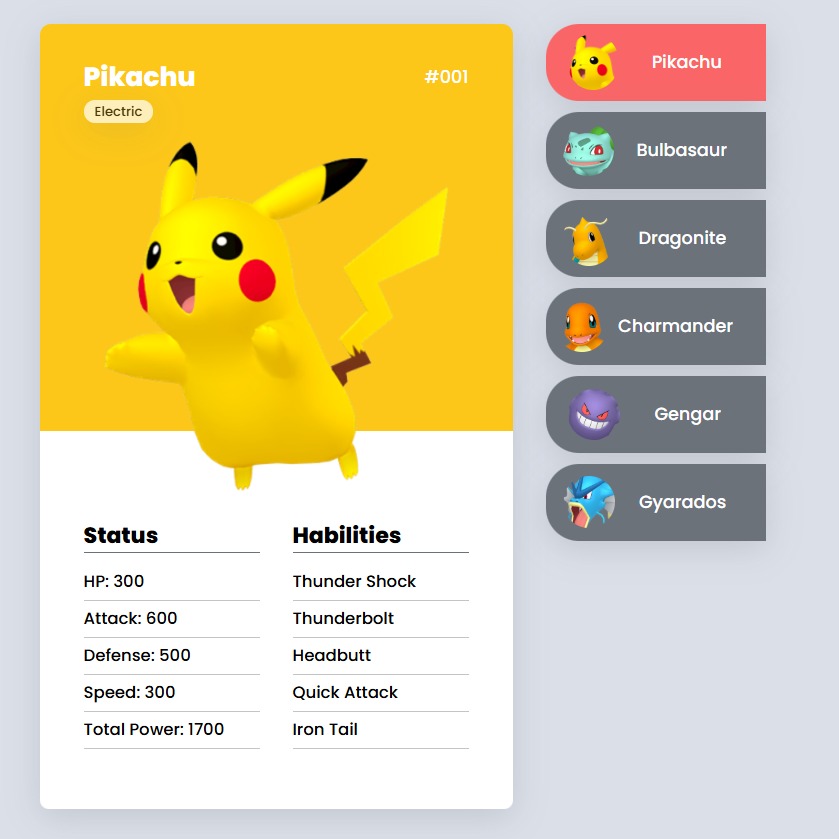 Pikachu
#001
Electric
Status
HP: 300
Attack: 600
Defense: 500
Speed: 300
Total Power: 1700
Habilities
Thunder Shock
Thunderbolt
Headbutt
Quick Attack
Iron Tail
Pikachu
Bulbasaur
Dragonite
Charmander
Gengar
Gyarados